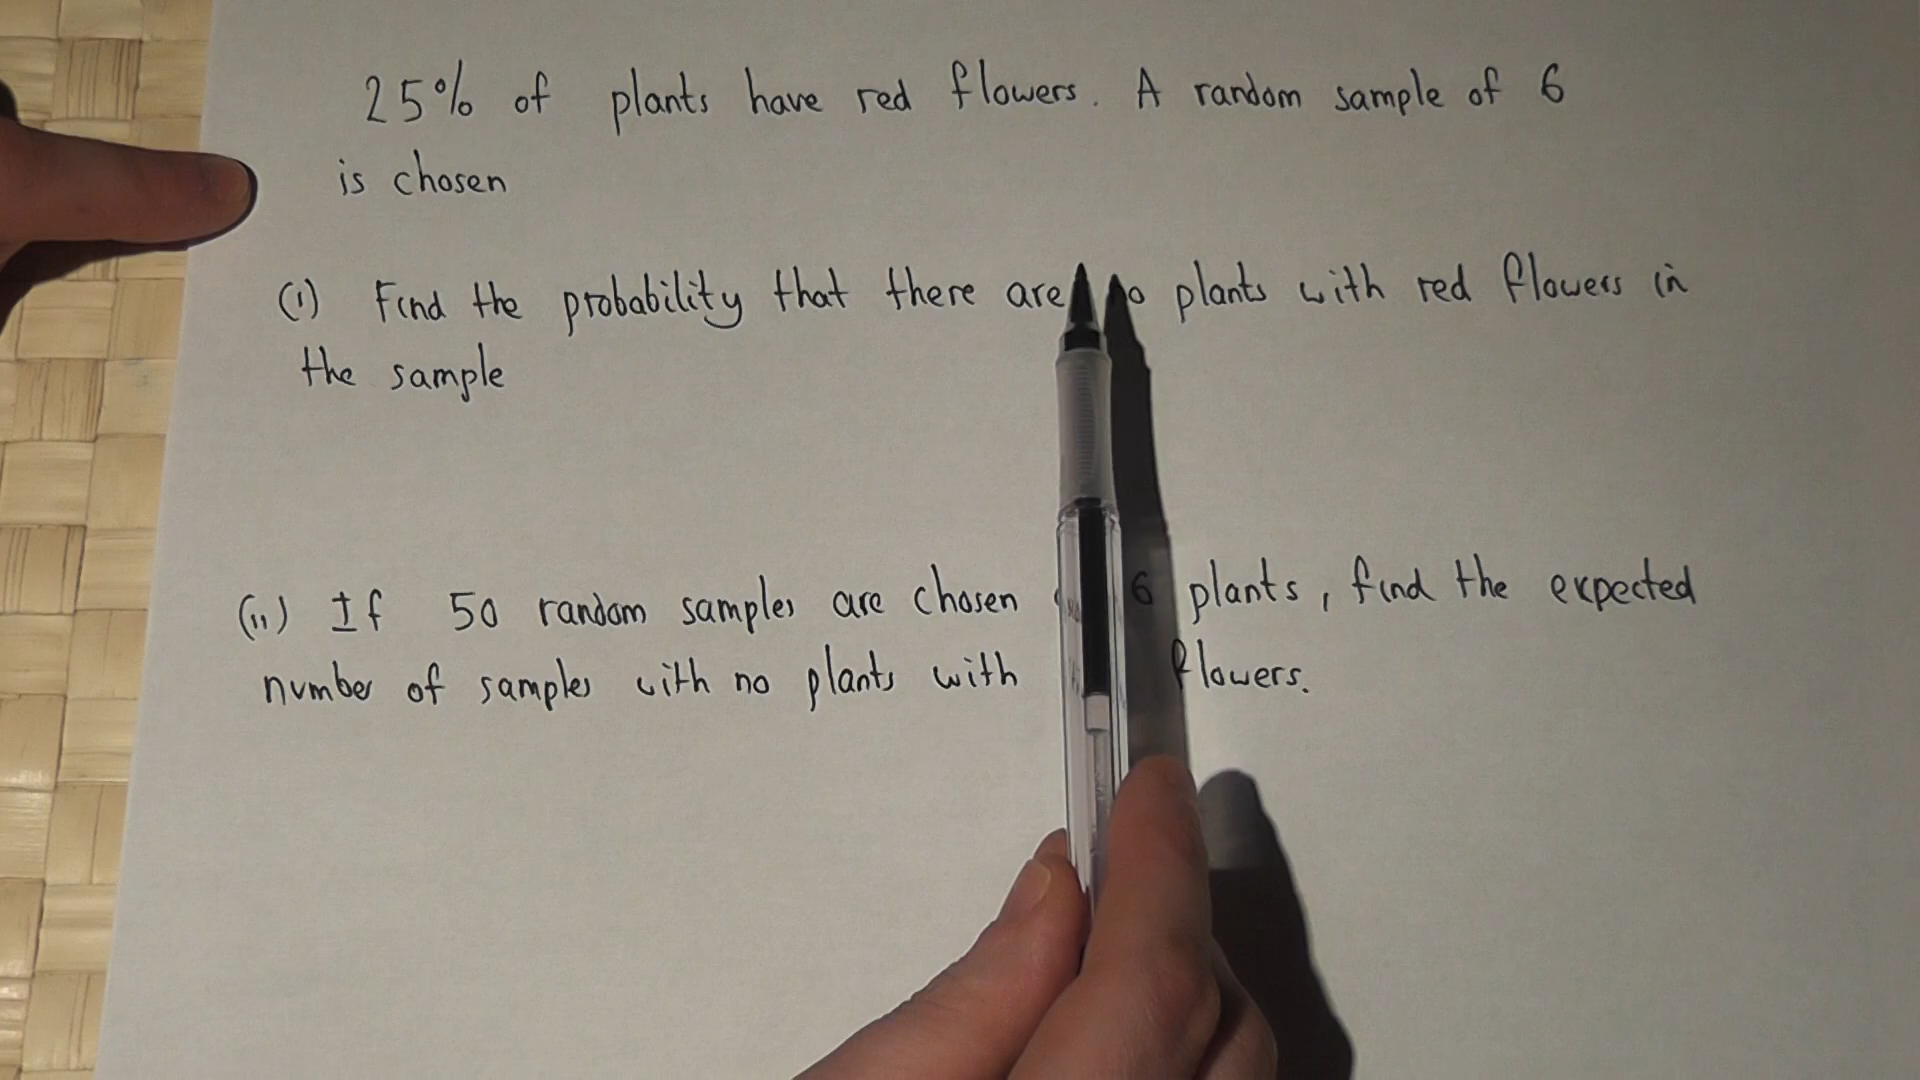 25% of plants have red flowers. A random sample of 6
is chosen
(i) Find the probability that there are no plants with red flowers in
the sample
(ii) If 50 random samples are chosen 6 plants, find the expected
number of samples with no plants with flowers.